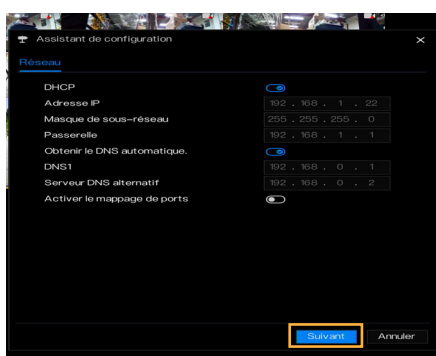 Assistant de configuration
Réseau
DHCP
Adresse IP 192 . 168 . 1 . 22
Masque de sous-réseau 255 . 255 . 255 . 0
Passerelle 192 . 168 . 1 . 1
Obtenir le DNS automatique.
DNS1 192 . 168 . 0 . 1
Serveur DNS alternatif 192 . 168 . 0 . 2
Activer le mappage de ports
Suivant Annuler